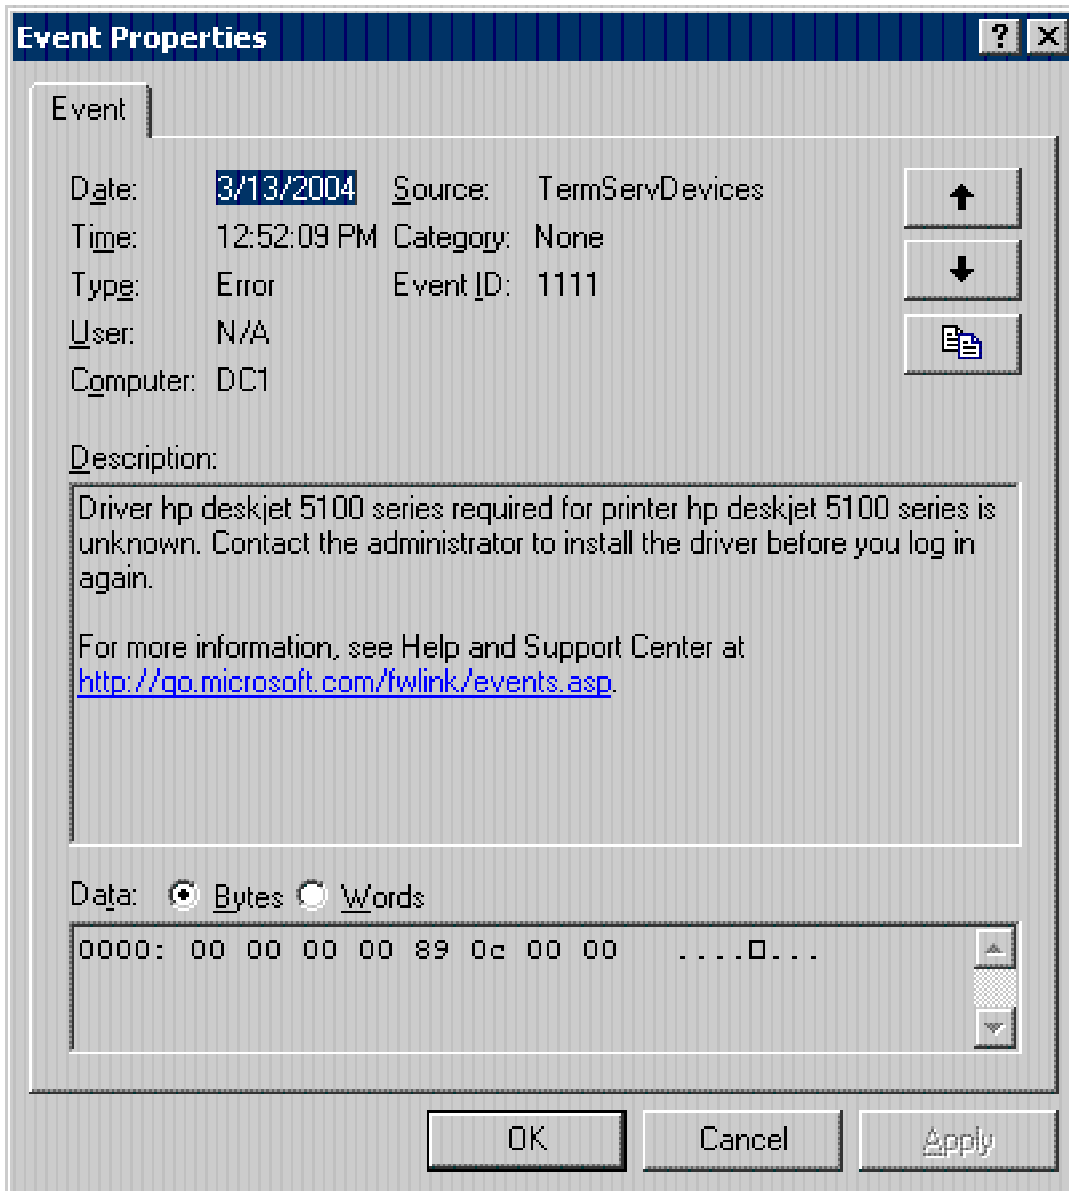 Event Properties
Event
Date: 3/13/2004 Source: TermServDevices
Time: 12:52:09 PM Category: None
Type: Error Event ID: 1111
User: N/A
Computer: DC1
Description:
Driver hp deskjet 5100 series required for printer hp deskjet 5100 series is
unknown. Contact the administrator to install the driver before you log in
again.
For more information, see Help and Support Center at
http://go.microsoft.com/fwlink/events.asp.
Data: Bytes Words
0000: 00 00 00 00 89 0c 00 00 ....□...
OK Cancel Apply